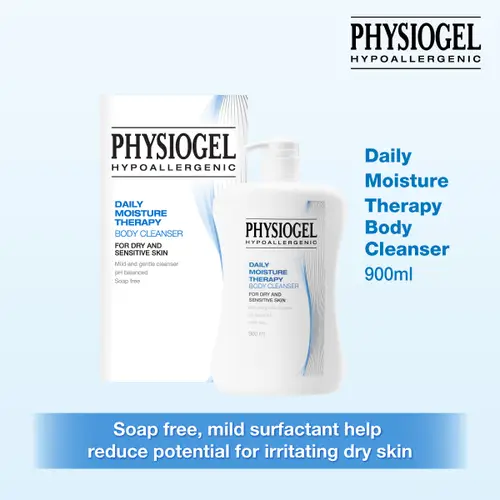 PHYSIOGEL
HYPOALLERGENIC
PHYSIOGEL
HYPOALLERGENIC
DAILY
MOISTURE
THERAPY
BODY CLEANSER
FOR DRY AND
SENSITIVE SKIN
Mild and gentle cleanser
pH balanced
Soap free
PHYSIOGEL
HYPOALLERGENIC
DAILY
MOISTURE
THERAPY
BODY CLEANSER
FOR DRY AND
SENSITIVE SKIN
900 ml
Daily
Moisture
Therapy
Body
Cleanser
900ml
Soap free, mild surfactant help
reduce potential for irritating dry skin